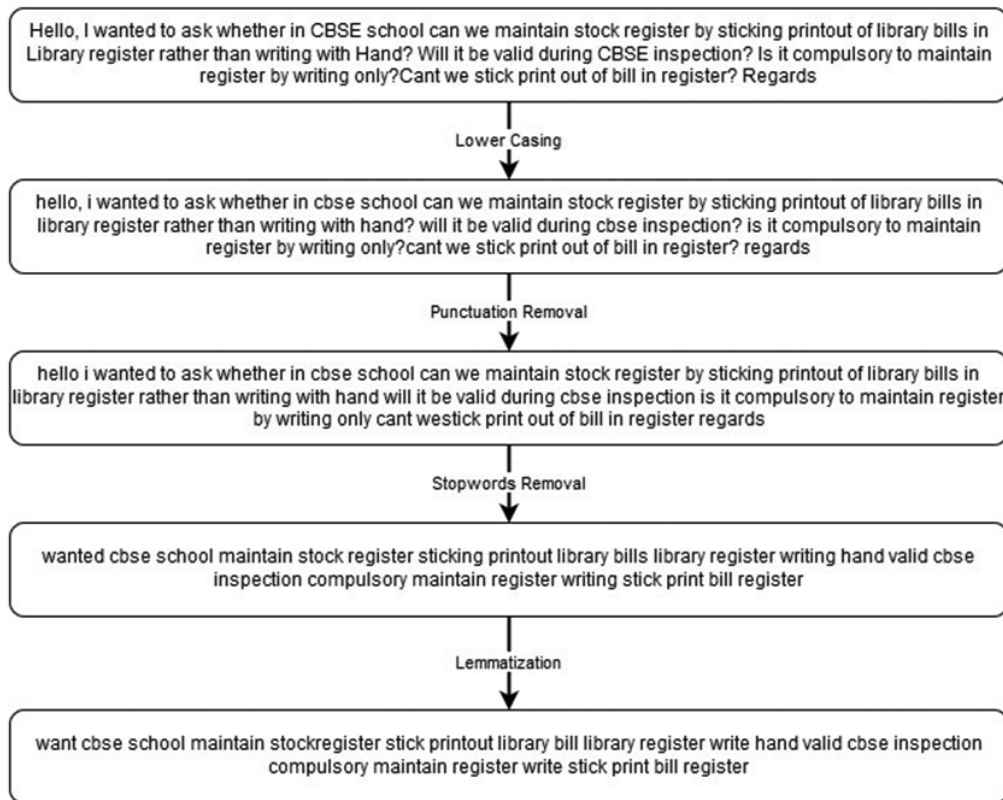 Hello, I wanted to ask whether in CBSE school can we maintain stock register by sticking printout of library bills in
Library register rather than writing with Hand? Will it be valid during CBSE inspection? Is it compulsory to maintain
register by writing only?Cant we stick print out of bill in register? Regards
Lower Casing
hello, i wanted to ask whether in cbse school can we maintain stock register by sticking printout of library bills in
library register rather than writing with hand? will it be valid during cbse inspection? is it compulsory to maintain
register by writing only?cant we stick print out of bill in register? regards
Punctuation Removal
hello i wanted to ask whether in cbse school can we maintain stock register by sticking printout of library bills in
library register rather than writing with hand will it be valid during cbse inspection is it compulsory to maintain register
by writing only cant westick print out of bill in register regards
Stopwords Removal
wanted cbse school maintain stock register sticking printout library bills library register writing hand valid cbse
inspection compulsory maintain register writing stick print bill register
Lemmatization
want cbse school maintain stockregister stick printout library bill library register write hand valid cbse inspection
compulsory maintain register write stick print bill register